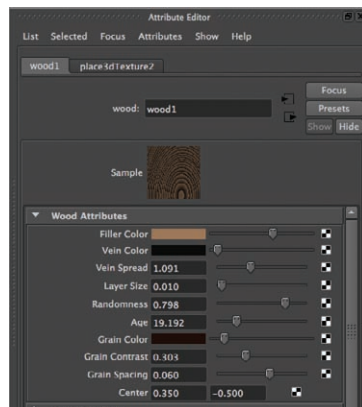 Attribute Editor
List Selected Focus Attributes Show Help
wood1 place3dTexture2
wood: wood1
Focus
Presets
Show Hide
Sample
Wood Attributes
Filler Color
Vein Color
Vein Spread 1.091
Layer Size 0.010
Randomness 0.798
Age 19.192
Grain Color
Grain Contrast 0.303
Grain Spacing 0.060
Center 0.350 -0.500